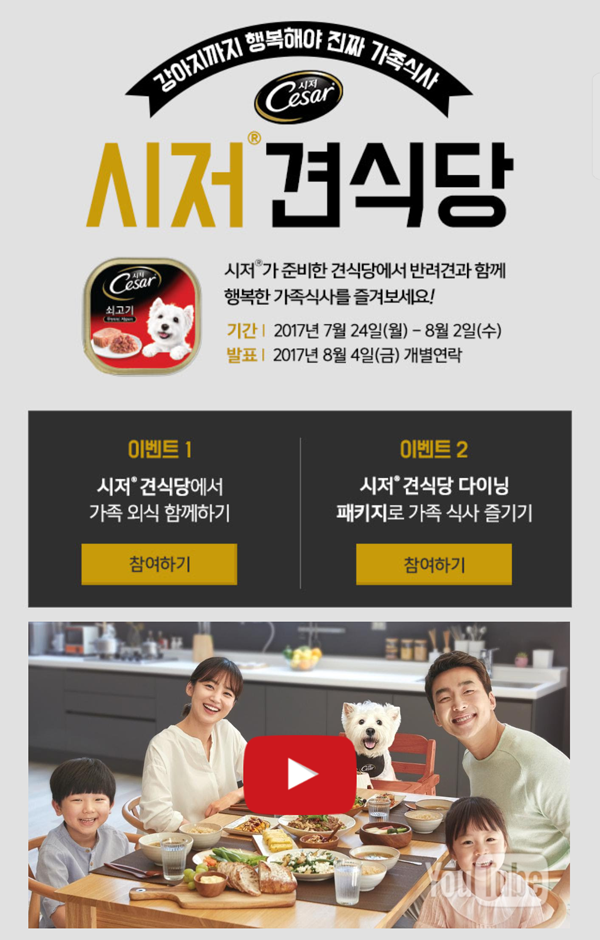 강아지까지 행복해야 진짜 가족식사
시저
Cesar®
시저® 견식당
시저
Cesar
쇠고기
시저®가 준비한 견식당에서 반려견과 함께
행복한 가족식사를 즐겨보세요!
기간 | 2017년 7월 24일(월) – 8월 2일(수)
발표 | 2017년 8월 4일(금) 개별연락
이벤트 1
시저® 견식당에서
가족 외식 함께하기
참여하기
이벤트 2
시저® 견식당 다이닝
패키지로 가족 식사 즐기기
참여하기
YouTube